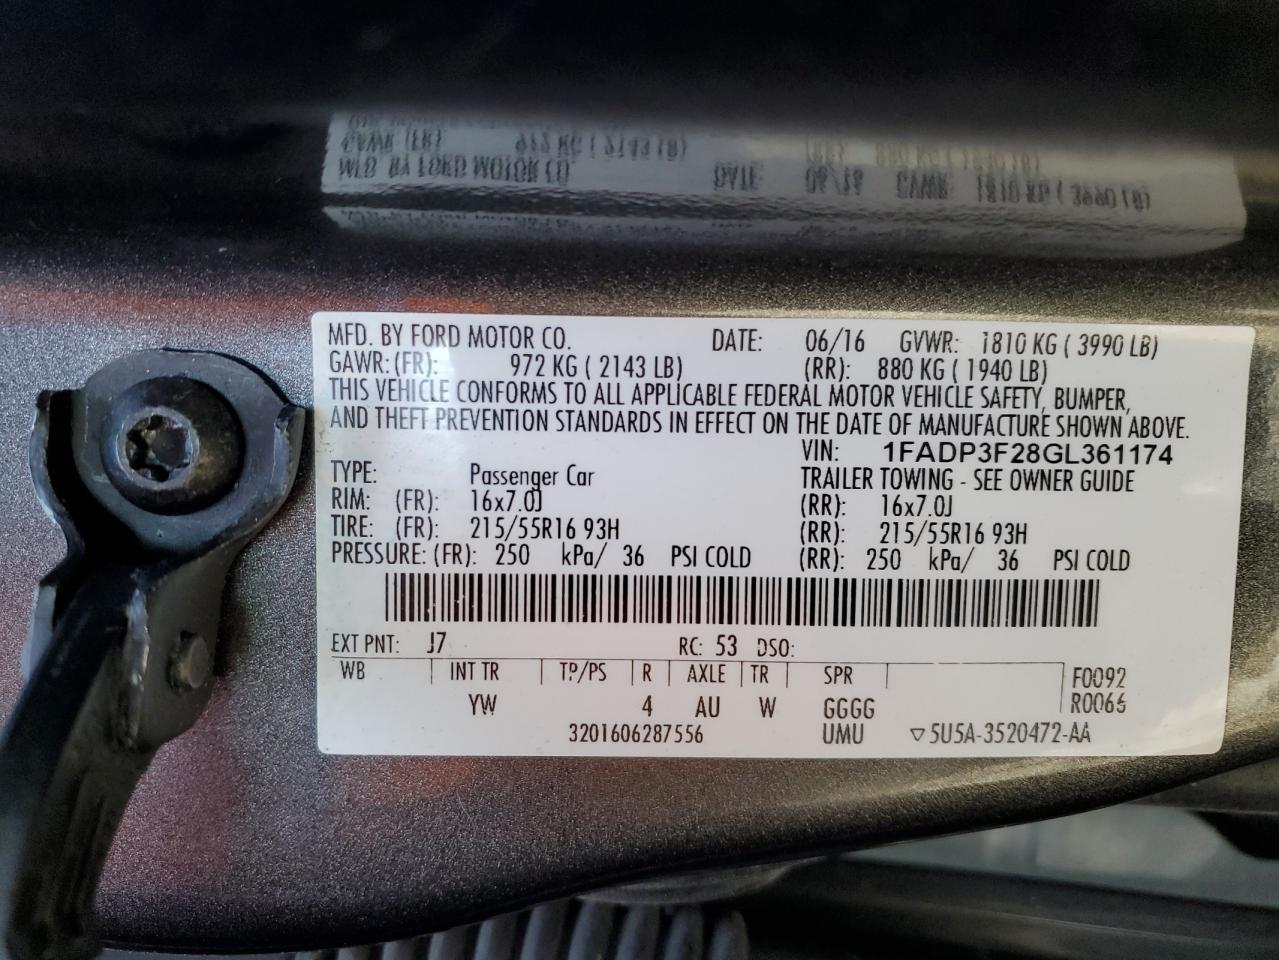 MFD. BY FORD MOTOR CO. DATE: 06/16 GVWR: 1810 KG ( 3990 LB)
GAWR: (FR): 972 KG ( 2143 LB) (RR): 880 KG ( 1940 LB)
THIS VEHICLE CONFORMS TO ALL APPLICABLE FEDERAL MOTOR VEHICLE SAFETY, BUMPER,
AND THEFT PREVENTION STANDARDS IN EFFECT ON THE DATE OF MANUFACTURE SHOWN ABOVE.
VIN: 1FADP3F28GL361174
TYPE: Passenger Car TRAILER TOWING - SEE OWNER GUIDE
RIM: (FR): 16x7.0J (RR): 16x7.0J
TIRE: (FR): 215/55R16 93H (RR): 215/55R16 93H
PRESSURE: (FR): 250 kPa/ 36 PSI COLD (RR): 250 kPa/ 36 PSI COLD
EXT PNT: J7 RC: 53 DSO:
WB INT TR TP/PS R AXLE TR SPR F0092
YW 4 AU W GGGG R0066
3201606287556 UMU ▽ 5U5A-3520472-AA